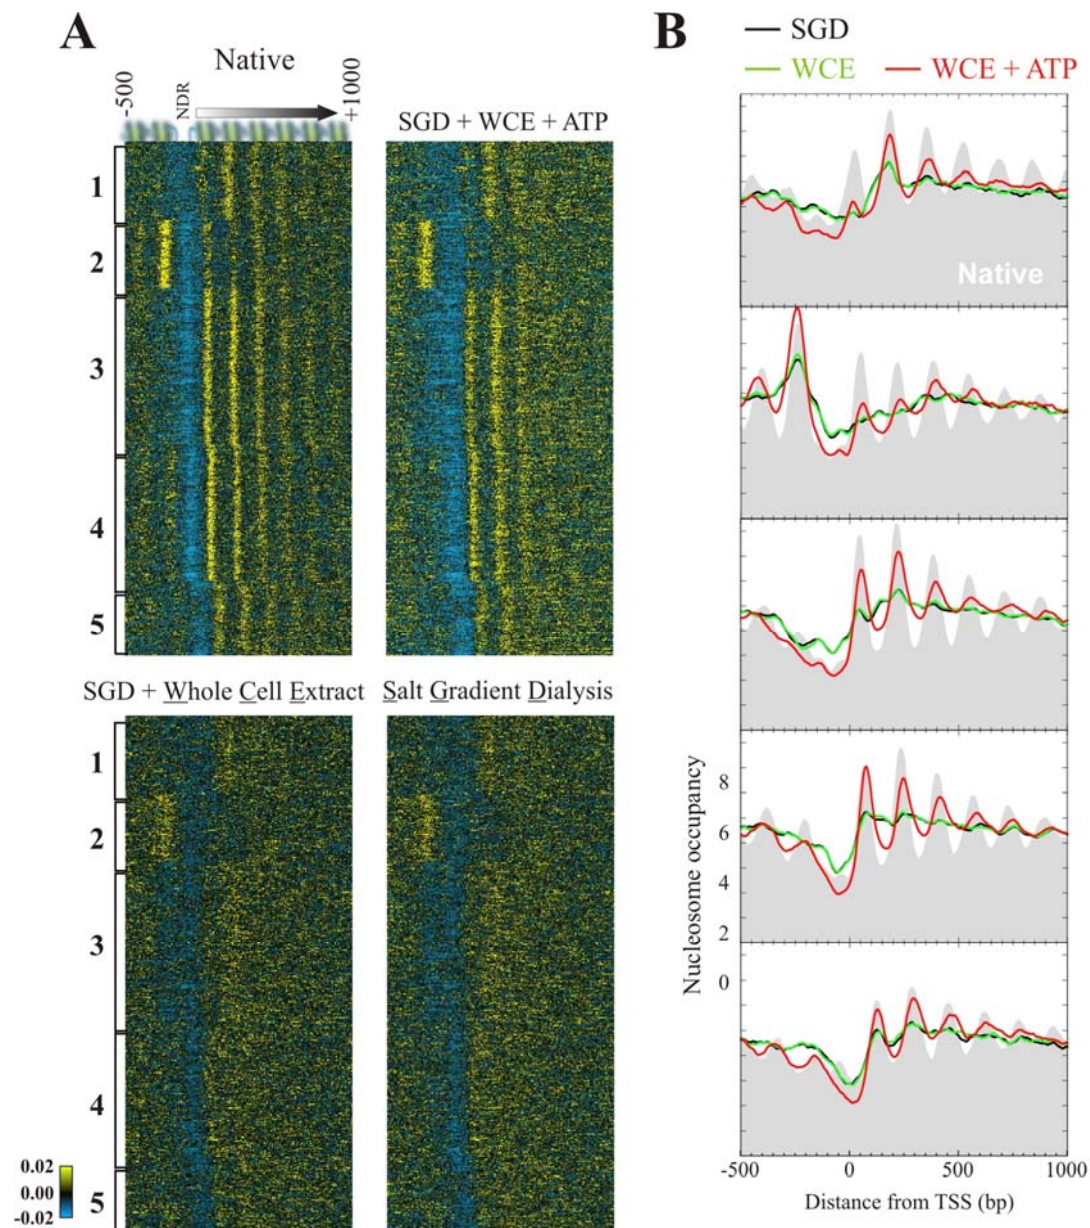 A
Native
-500
NDR
+1000
SGD + WCE + ATP
1
2
3
4
5
SGD + Whole Cell Extract
Salt Gradient Dialysis
1
2
3
4
5
0.02
0.00
-0.02
B
SGD
WCE
WCE + ATP
Native
Nucleosome occupancy
8
6
4
2
0
-500
0
500
1000
Distance from TSS (bp)